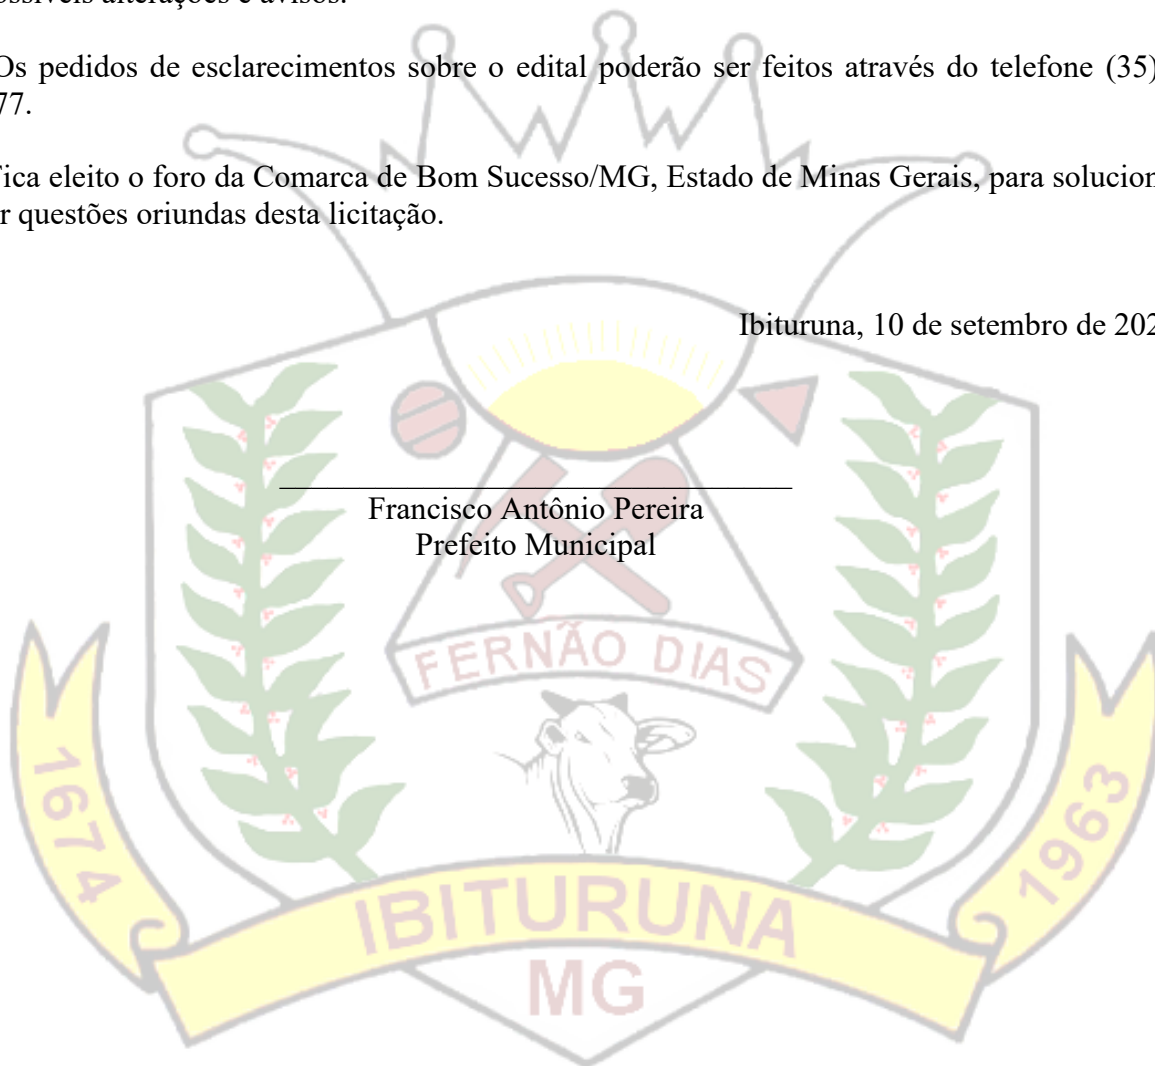 possíveis alterações e avisos.
Os pedidos de esclarecimentos sobre o edital poderão ser feitos através do telefone (35)
77.
Fica eleito o foro da Comarca de Bom Sucesso/MG, Estado de Minas Gerais, para solucion
r questões oriundas desta licitação.
Ibituruna, 10 de setembro de 202
Francisco Antônio Pereira
Prefeito Municipal
FERNÃO DIAS
1674
1963
IBITURUNA
MG